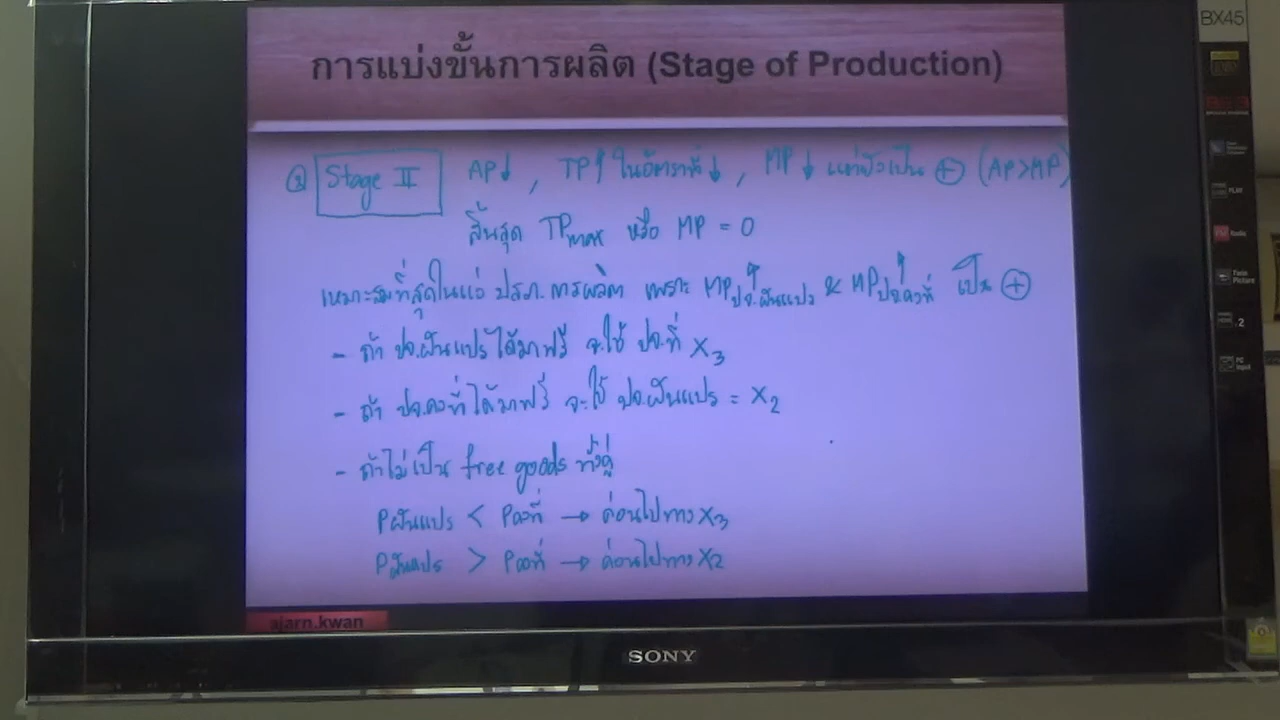 การแบ่งขั้นการผลิต (Stage of Production)
② Stage II AP↓ , TP↑ ในอัตราที่↓ , MP ↓ แต่ยังเป็น ⊕ (AP>MP)
สิ้นสุด TPmax หรือ MP = 0
เหมาะสมที่สุดในแง่ ปสภ.การผลิต เพราะ MPปจ.ผันแปร & MPปจ.คงที่ เป็น ⊕
- ถ้า ปจ.ผันแปรได้มาฟรี จะใช้ ปจ.ที่ X3
- ถ้า ปจ.คงที่ได้มาฟรี จะใช้ ปจ.ผันแปร = X2
- ถ้าไม่เป็น free goods ทั้งคู่
Pผันแปร < Pคงที่ → ค่อนไปทาง X3
Pผันแปร > Pคงที่ → ค่อนไปทาง X2
ajarn.kwan
SONY
BX45
PLAY
Radio
Twin Picture
2
PC Input